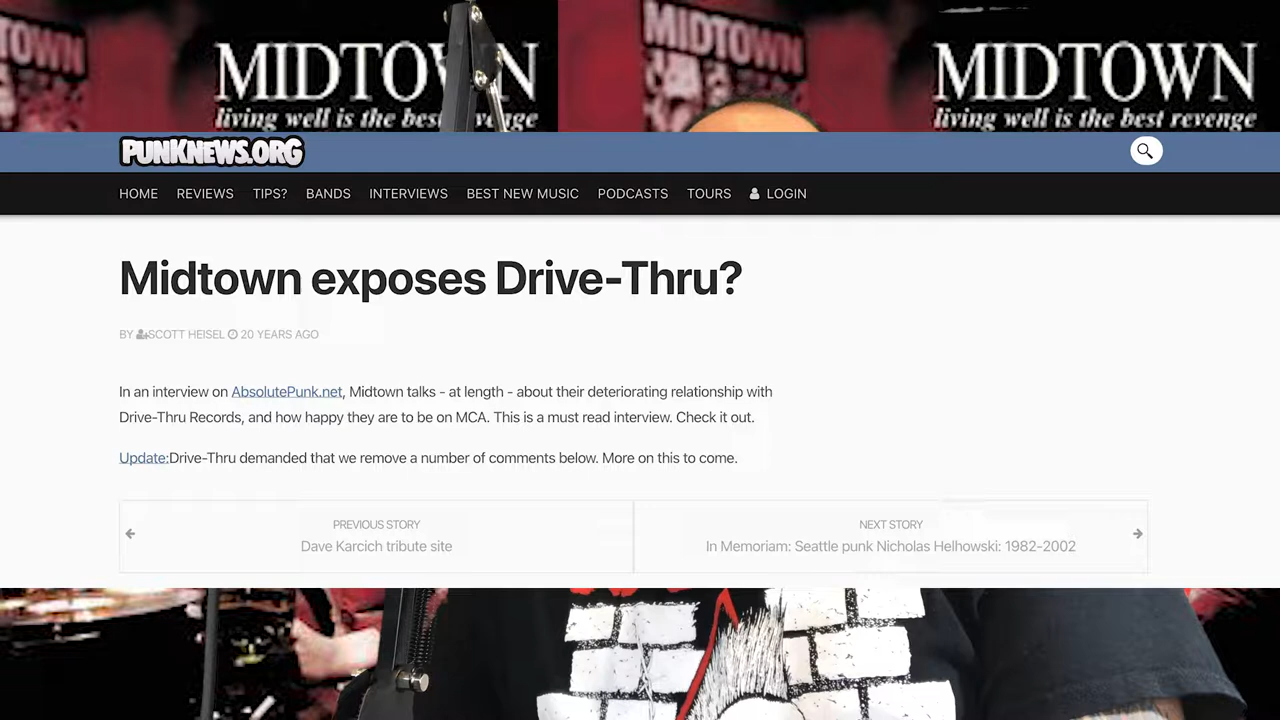 MIDTOWN
MIDTOWN
MIDTOWN
MIDTOWN
living well is the best revenge
living well is the best revenge
PUNKNEWS.ORG
HOME REVIEWS TIPS? BANDS INTERVIEWS BEST NEW MUSIC PODCASTS TOURS LOGIN
Midtown exposes Drive-Thru?
BY SCOTT HEISEL 20 YEARS AGO
In an interview on AbsolutePunk.net, Midtown talks - at length - about their deteriorating relationship with
Drive-Thru Records, and how happy they are to be on MCA. This is a must read interview. Check it out.
Update:Drive-Thru demanded that we remove a number of comments below. More on this to come.
PREVIOUS STORY
Dave Karcich tribute site
NEXT STORY
In Memoriam: Seattle punk Nicholas Helhowski: 1982-2002